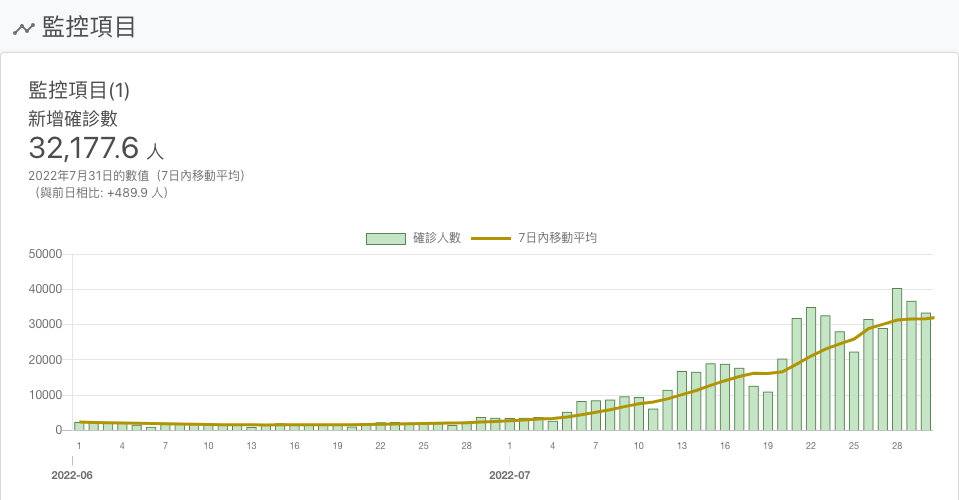 監控項目
監控項目(1)
新增確診數
32,177.6 人
2022年7月31日的數值（7日內移動平均）
（與前日相比: +489.9 人）
確診人數 7日內移動平均
50000
40000
30000
20000
10000
0
1 4 7 10 13 16 19 22 25 28 1 4 7 10 13 16 19 22 25 28
2022-06 2022-07